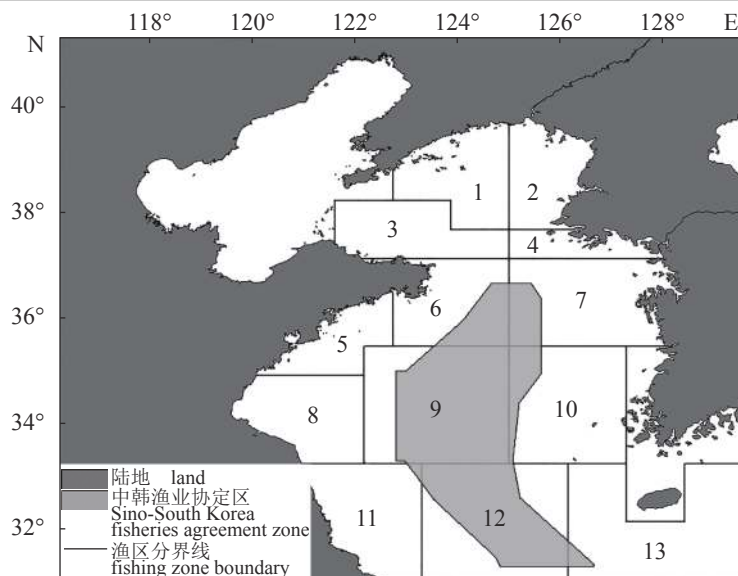 N 118° 120° 122° 124° 126° 128° E
40°
1 2
38°
3 4
36°
6 7
5
34°
8 9 10
陆地 land
中韩渔业协定区
Sino-South Korea
fisheries agreement zone
32°
11 12 13
渔区分界线
fishing zone boundary